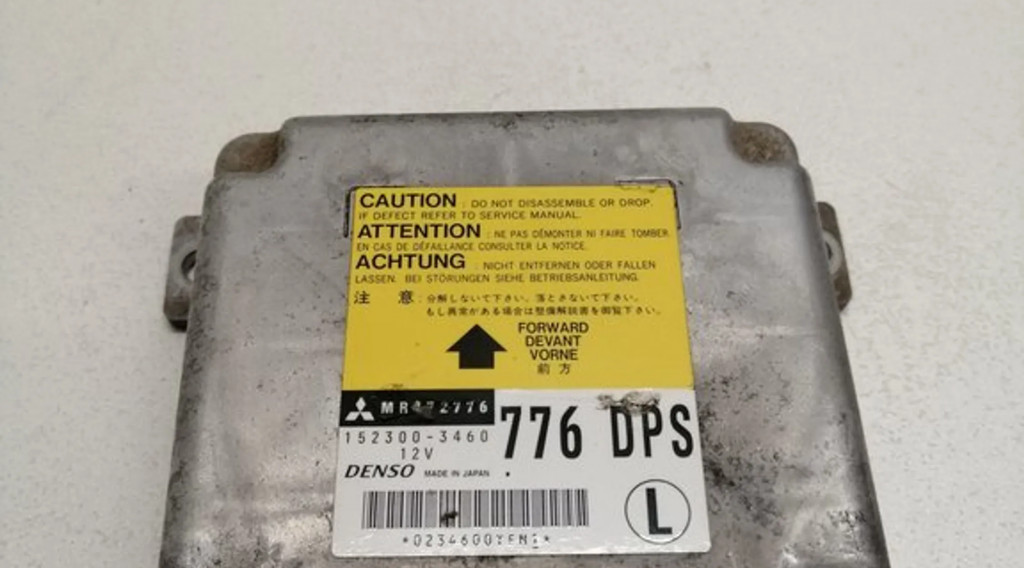 CAUTION : DO NOT DISASSEMBLE OR DROP.
IF DEFECT REFER TO SERVICE MANUAL.
ATTENTION : NE PAS DÉMONTER NI FAIRE TOMBER
EN CAS DE DÉFAILLANCE CONSULTER LA NOTICE.
ACHTUNG : NICHT ENTFERNEN ODER FALLEN
LASSEN. BEI STÖRUNGEN SIEHE BETRIEBSANLEITUNG.
注 意 : 分解しないで下さい。落とさないで下さい。
もし異常がある場合は整備解説書を御覧下さい。
FORWARD
DEVANT
VORNE
前方
776 DPS
152300-3460
12V
DENSO MADE IN JAPAN
L